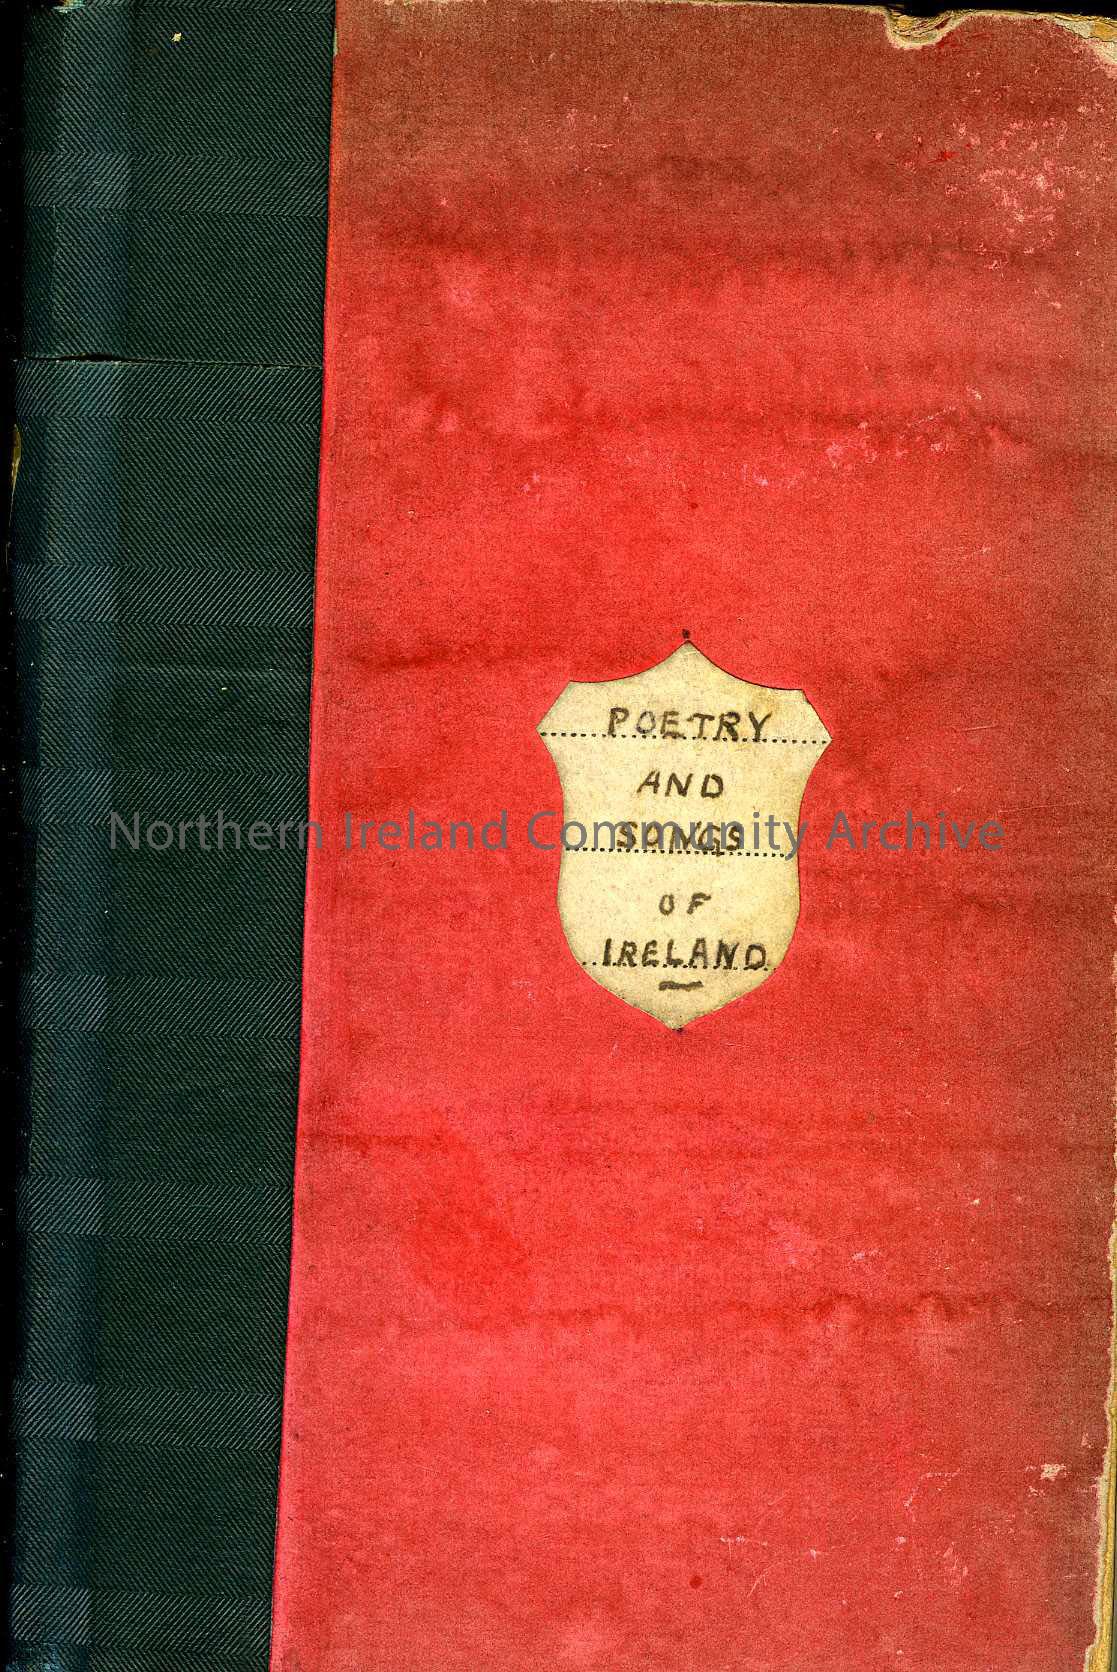 POETRY
AND
SONGS
OF
IRELAND
Northern Ireland Community Archive